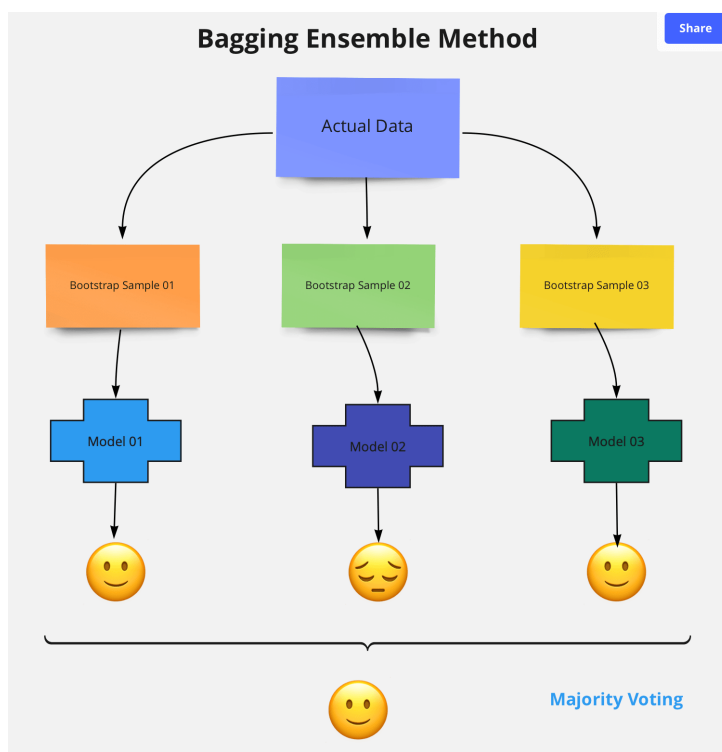 Bagging Ensemble Method
Share
Actual Data
Bootstrap Sample 01
Bootstrap Sample 02
Bootstrap Sample 03
Model 01
Model 02
Model 03
Majority Voting